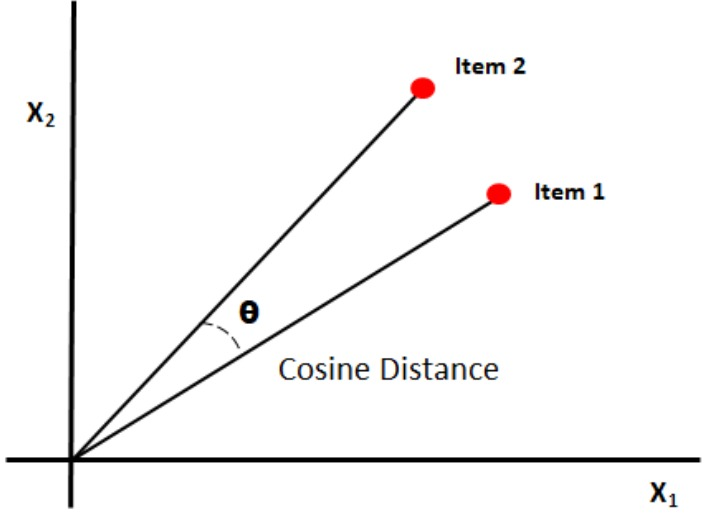 Item 2
X₂
Item 1
θ
Cosine Distance
X₁